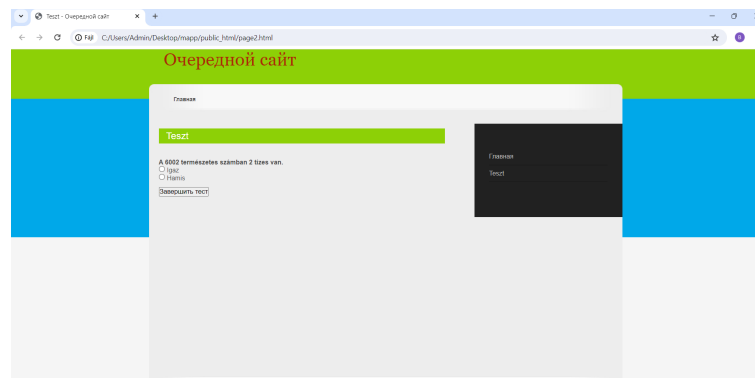 Teszt - Очередной сайт
Fájl C:/Users/Admin/Desktop/mapp/public_html/page2.html
Очередной сайт
Главная
Teszt
A 6002 természetes számban 2 tízes van.
Igaz
Hamis
Завершить тест
Главная
Teszt